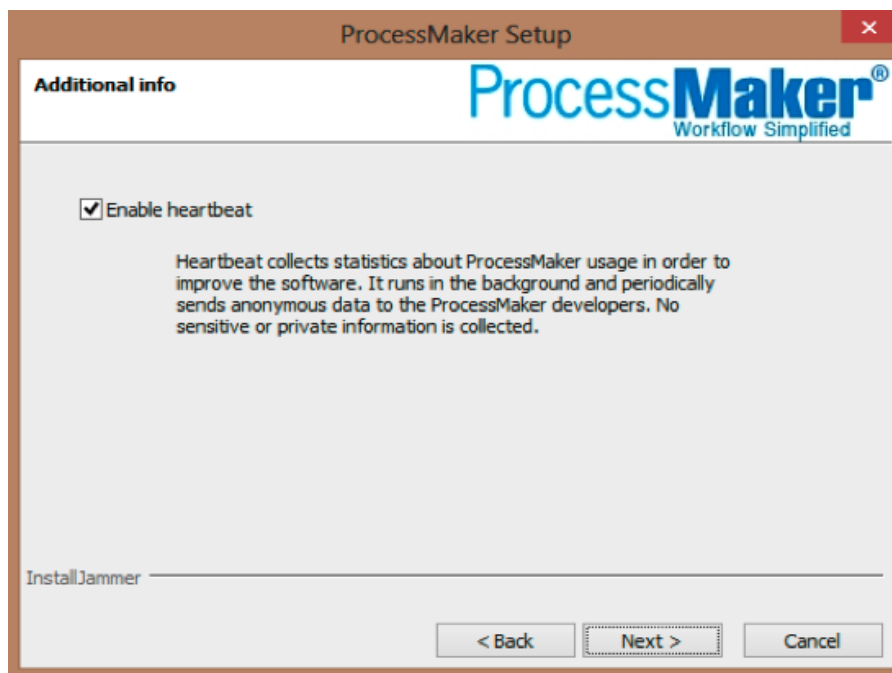 ProcessMaker Setup
Additional info
ProcessMaker®
Workflow Simplified
Enable heartbeat
Heartbeat collects statistics about ProcessMaker usage in order to
improve the software. It runs in the background and periodically
sends anonymous data to the ProcessMaker developers. No
sensitive or private information is collected.
InstallJammer
< Back Next > Cancel